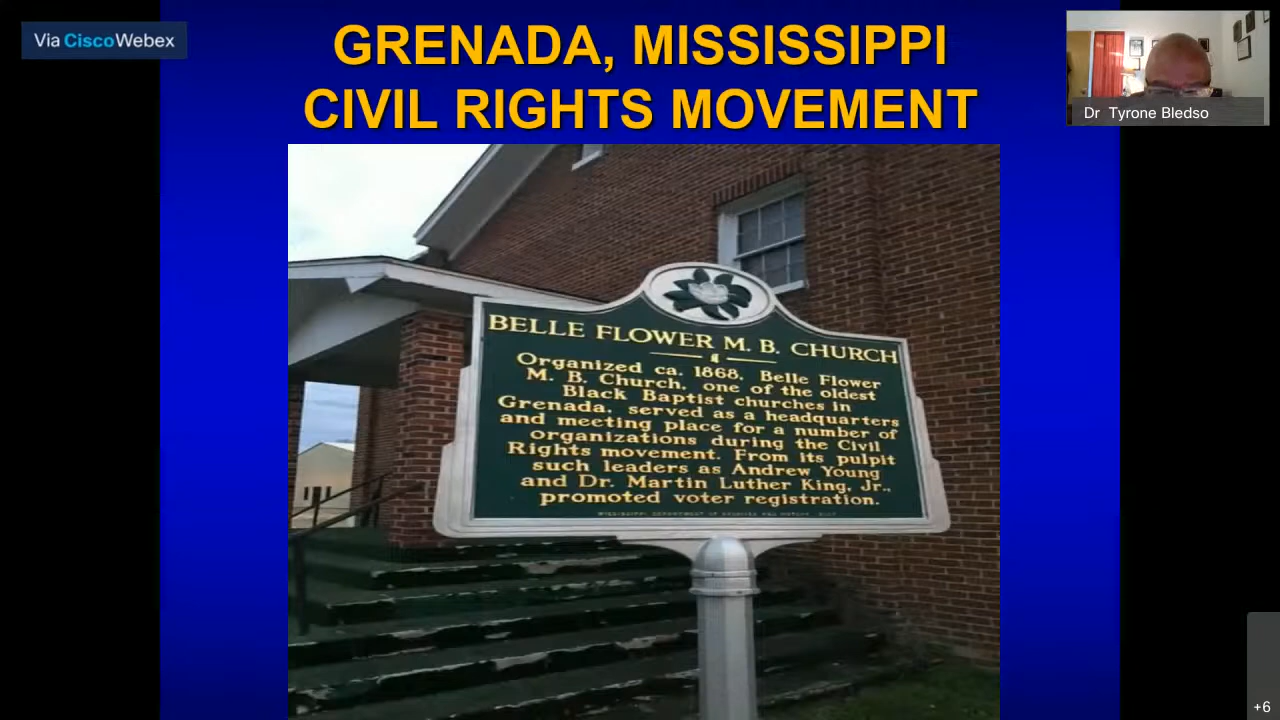 Via Cisco Webex
GRENADA, MISSISSIPPI
CIVIL RIGHTS MOVEMENT
Dr Tyrone Bledso
BELLE FLOWER M. B. CHURCH
Organized ca. 1868, Belle Flower
M. B. Church, one of the oldest
Black Baptist churches in
Grenada, served as a headquarters
and meeting place for a number of
organizations during the Civil
Rights movement. From its pulpit
such leaders as Andrew Young
and Dr. Martin Luther King, Jr.,
promoted voter registration.
+6